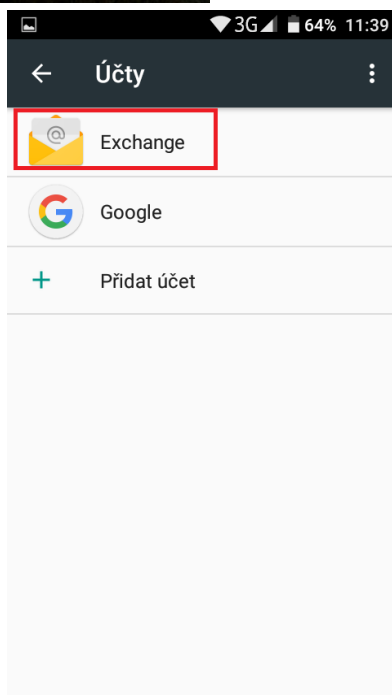 3G 64% 11:39
Účty
@
Exchange
G
Google
+ Přidat účet